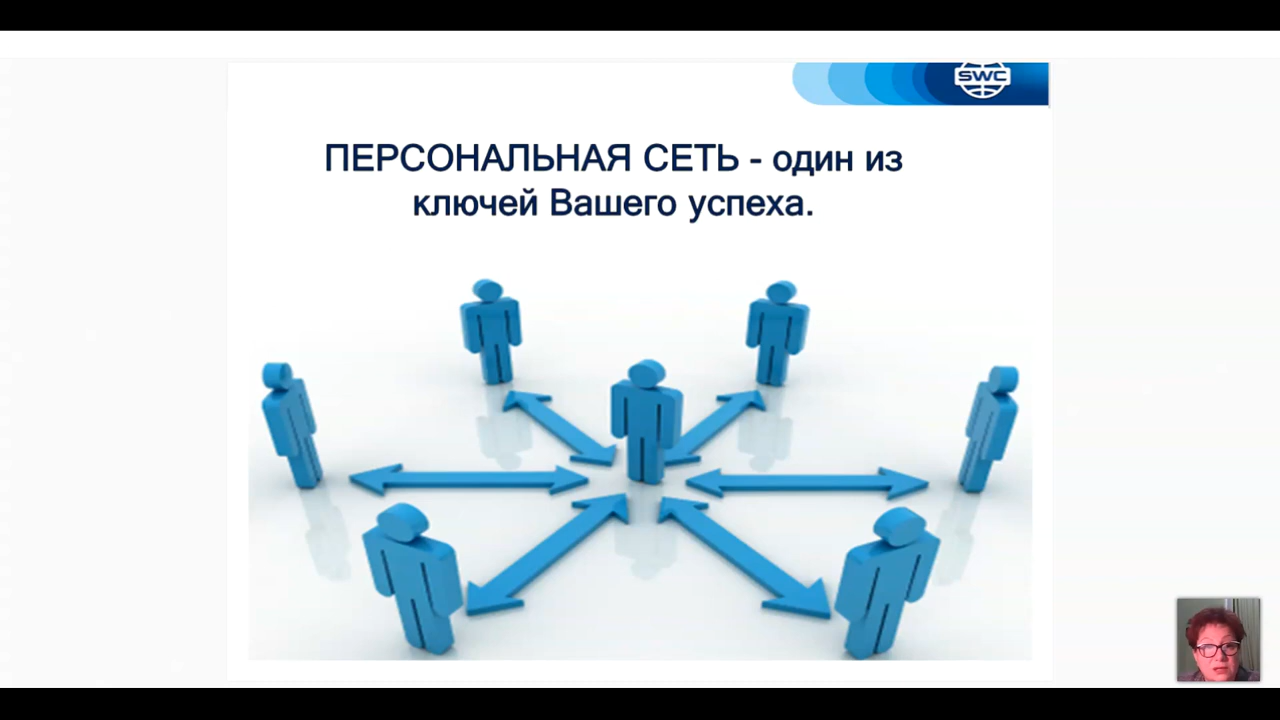 SWC
ПЕРСОНАЛЬНАЯ СЕТЬ - один из
ключей Вашего успеха.